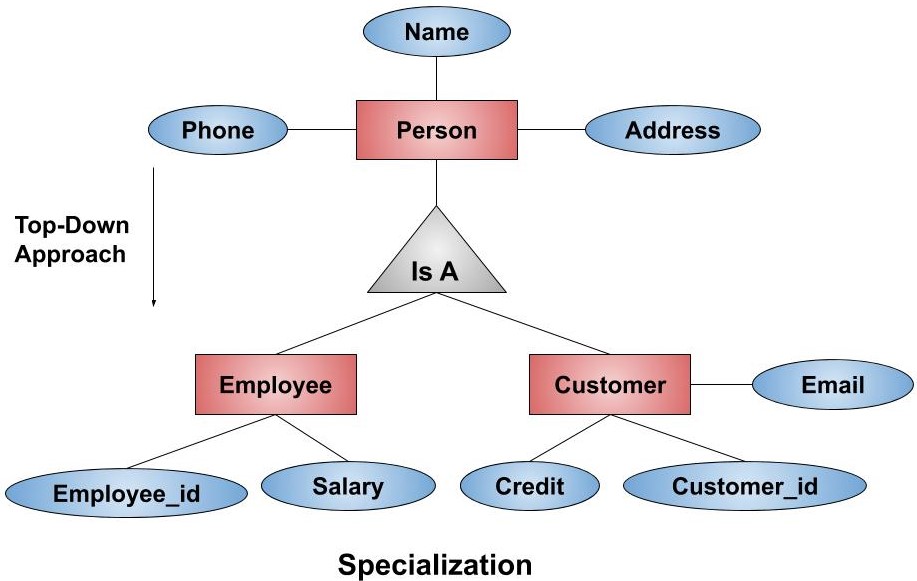 Name
Phone
Person
Address
Top-Down
Approach
Is A
Employee
Customer
Email
Employee_id
Salary
Credit
Customer_id
Specialization